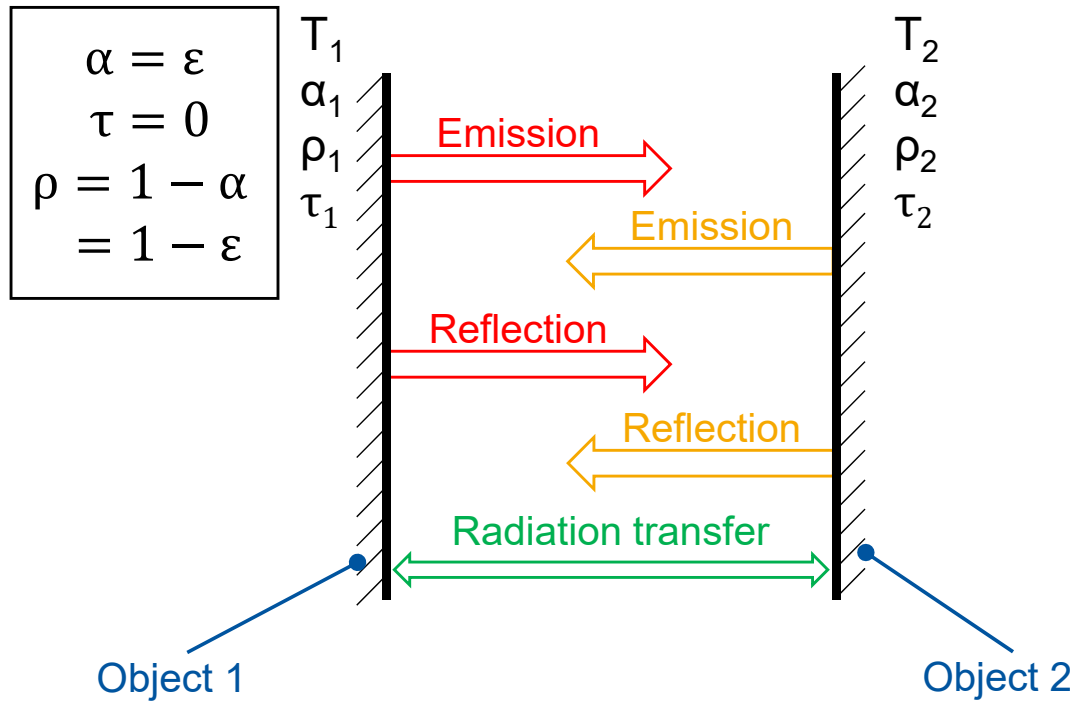 α = ε
τ = 0
ρ = 1 − α
= 1 − ε
T₁
α₁
ρ₁
τ₁
T₂
α₂
ρ₂
τ₂
Emission
Emission
Reflection
Reflection
Radiation transfer
Object 1
Object 2